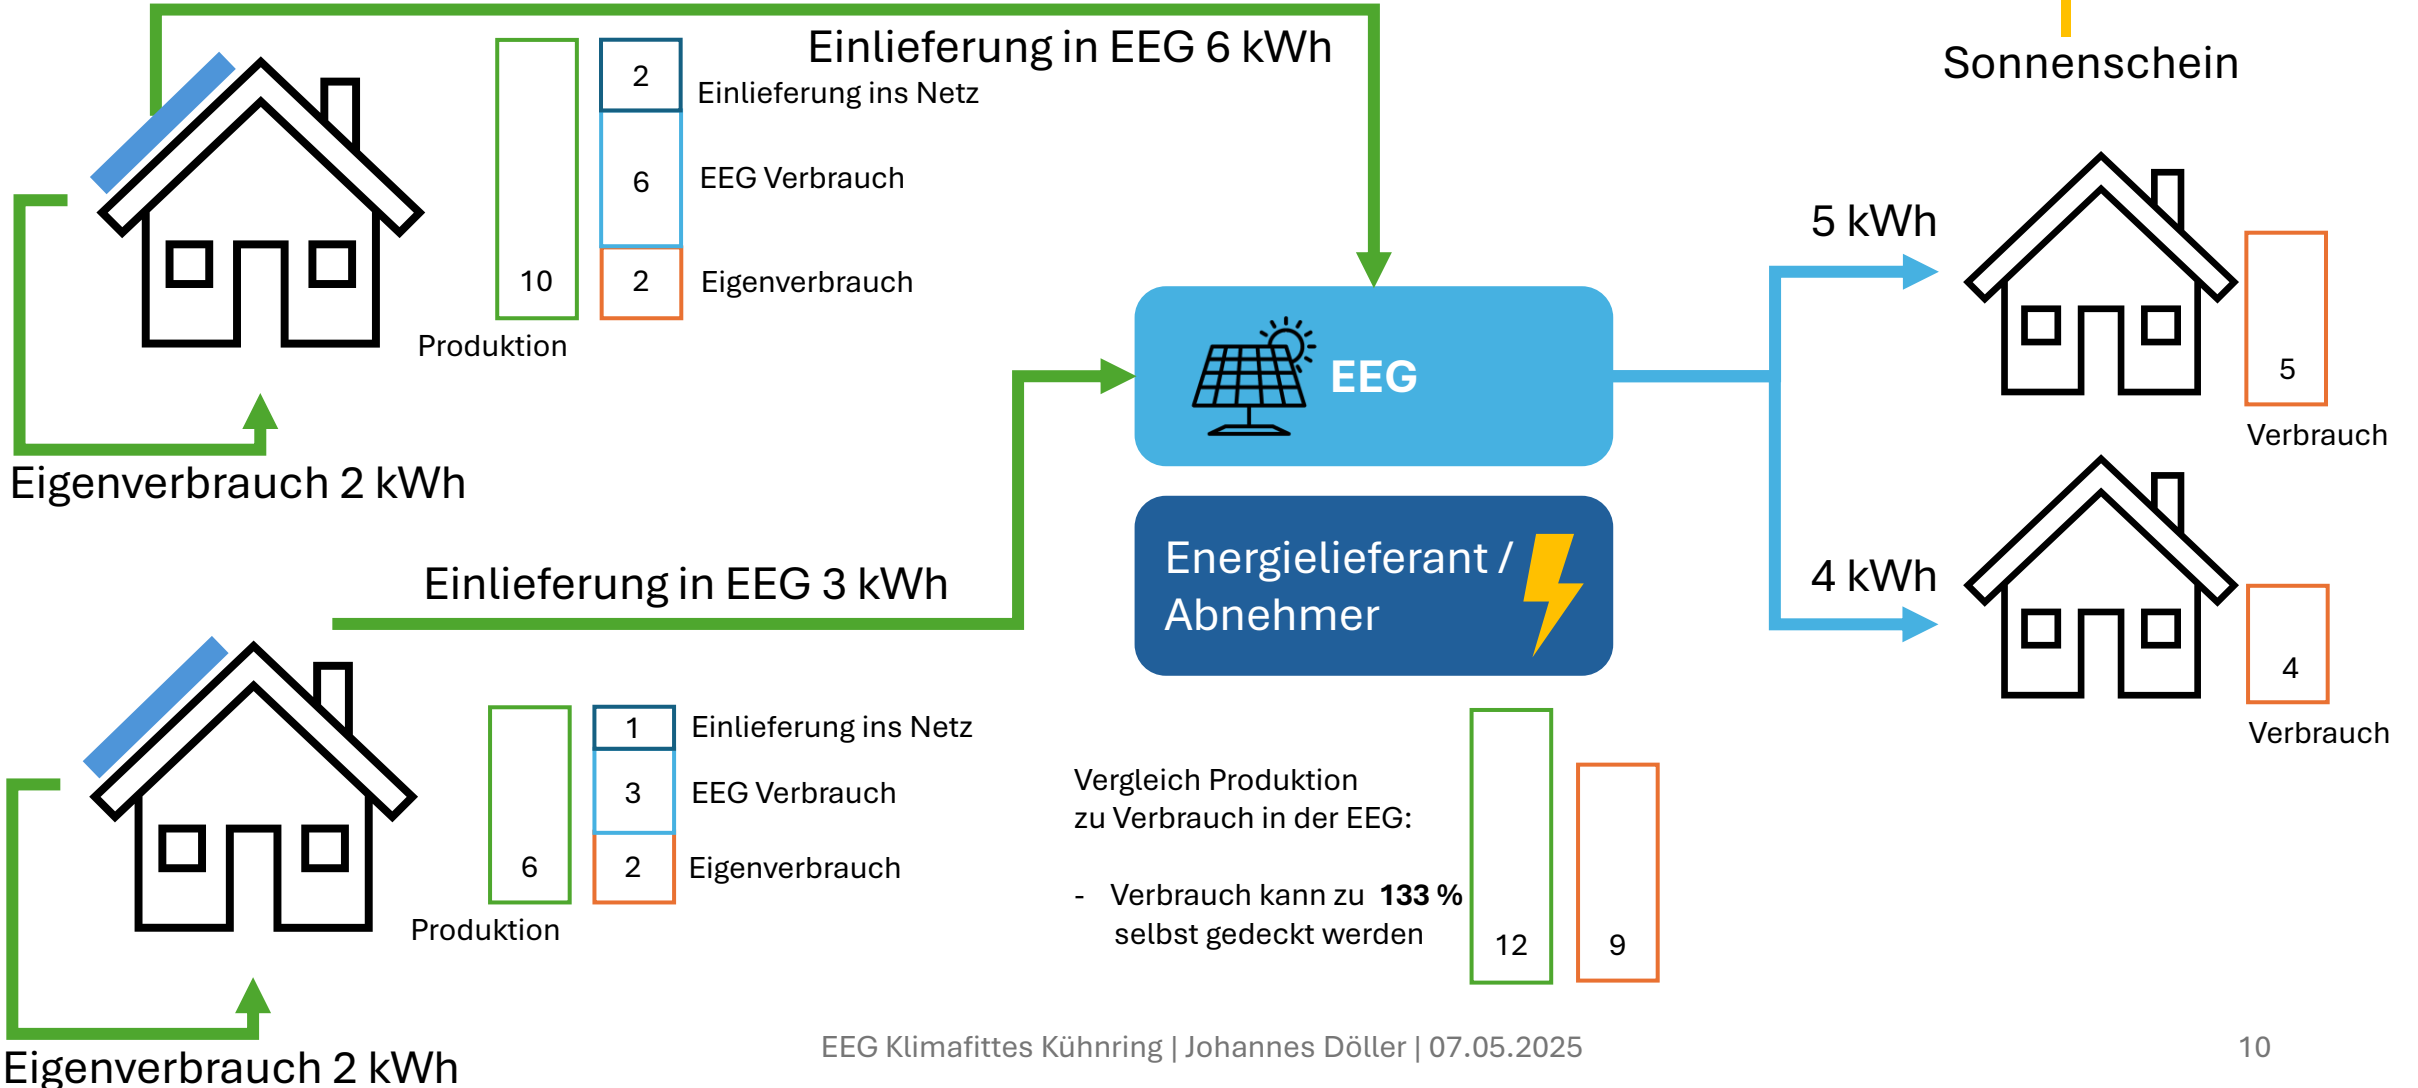 Einlieferung in EEG 6 kWh
Sonnenschein
2
Einlieferung ins Netz
6
EEG Verbrauch
10
2
Eigenverbrauch
Produktion
Eigenverbrauch 2 kWh
EEG
5 kWh
5
Verbrauch
Energielieferant /
Abnehmer
4 kWh
4
Verbrauch
Einlieferung in EEG 3 kWh
1
Einlieferung ins Netz
3
EEG Verbrauch
6
2
Eigenverbrauch
Produktion
Eigenverbrauch 2 kWh
Vergleich Produktion
zu Verbrauch in der EEG:
- Verbrauch kann zu 133 %
selbst gedeckt werden
12
9
EEG Klimafittes Kühnring | Johannes Döller | 07.05.2025
10